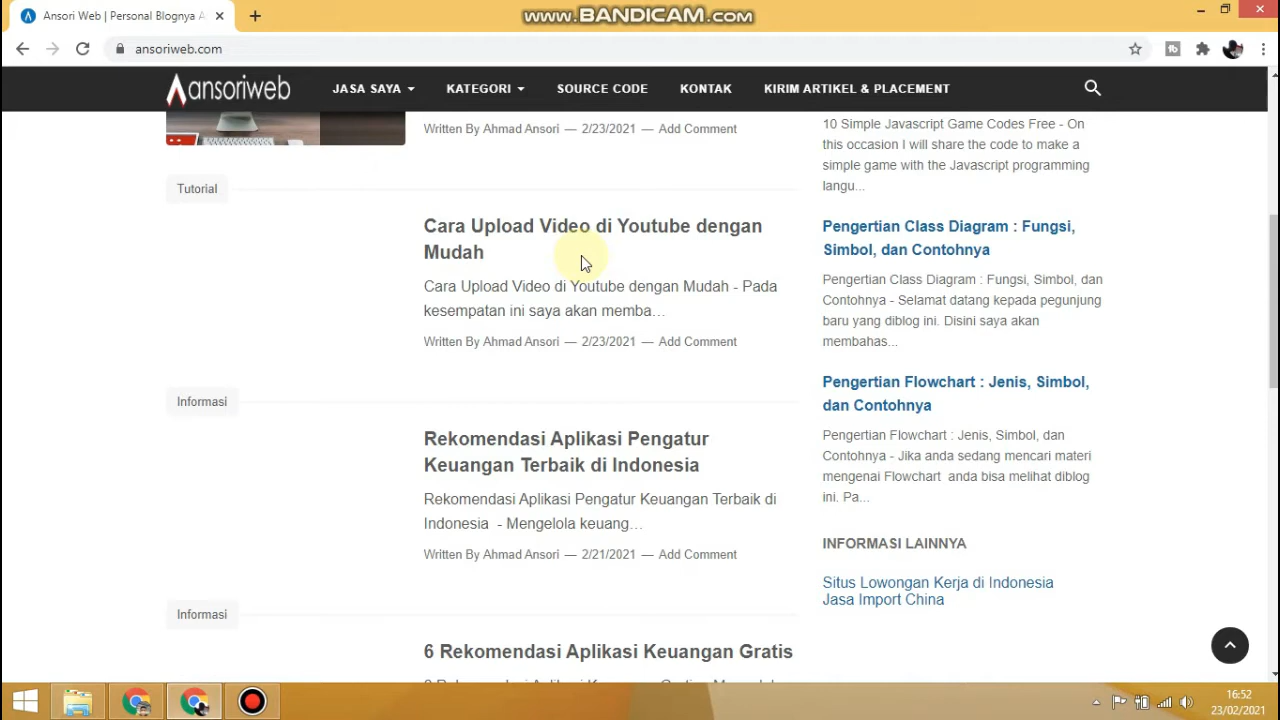 Ansori Web | Personal Blognya A
www.BANDICAM.com
ansoriweb.com
ansoriweb
JASA SAYA
KATEGORI
SOURCE CODE
KONTAK
KIRIM ARTIKEL & PLACEMENT
Written By Ahmad Ansori — 2/23/2021 — Add Comment
Tutorial
Cara Upload Video di Youtube dengan
Mudah
Cara Upload Video di Youtube dengan Mudah - Pada
kesempatan ini saya akan memba...
Written By Ahmad Ansori — 2/23/2021 — Add Comment
Informasi
Rekomendasi Aplikasi Pengatur
Keuangan Terbaik di Indonesia
Rekomendasi Aplikasi Pengatur Keuangan Terbaik di
Indonesia - Mengelola keuang...
Written By Ahmad Ansori — 2/21/2021 — Add Comment
Informasi
6 Rekomendasi Aplikasi Keuangan Gratis
10 Simple Javascript Game Codes Free - On
this occasion I will share the code to make a
simple game with the Javascript programming
langu...
Pengertian Class Diagram : Fungsi,
Simbol, dan Contohnya
Pengertian Class Diagram : Fungsi, Simbol, dan
Contohnya - Selamat datang kepada pegunjung
baru yang diblog ini. Disini saya akan
membahas...
Pengertian Flowchart : Jenis, Simbol,
dan Contohnya
Pengertian Flowchart : Jenis, Simbol, dan
Contohnya - Jika anda sedang mencari materi
mengenai Flowchart anda bisa melihat diblog
ini. Pa...
INFORMASI LAINNYA
Situs Lowongan Kerja di Indonesia
Jasa Import China
16:52
23/02/2021